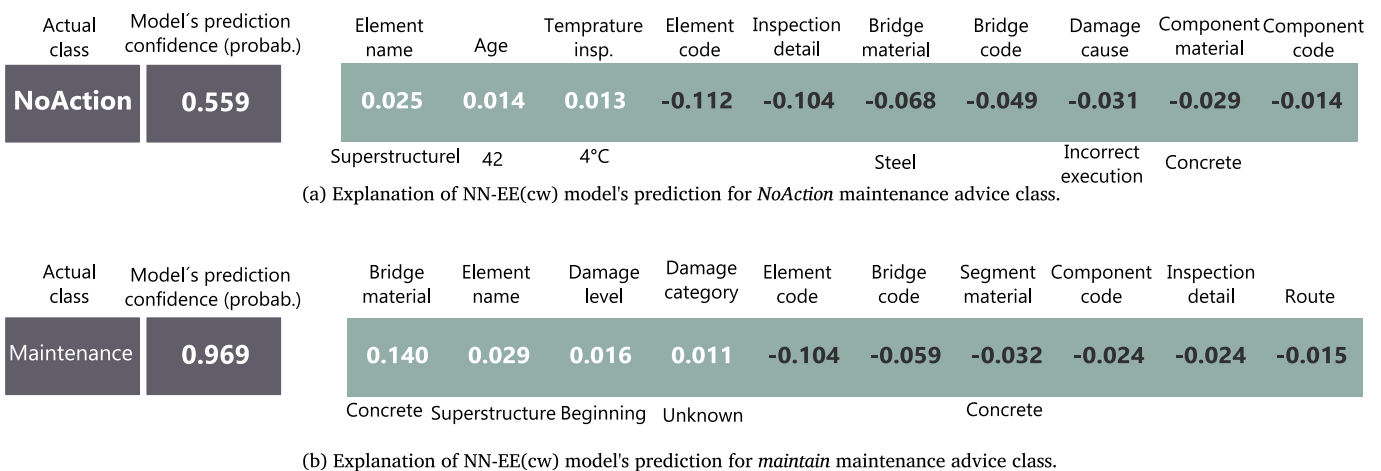 Actual class
Model´s prediction confidence (probab.)
Element name
Age
Temprature insp.
Element code
Inspection detail
Bridge material
Bridge code
Damage cause
Component material
Component code
NoAction 0.559 0.025 0.014 0.013 -0.112 -0.104 -0.068 -0.049 -0.031 -0.029 -0.014
Superstructurel 42 4°C Steel Incorrect execution Concrete
(a) Explanation of NN-EE(cw) model's prediction for NoAction maintenance advice class.
Actual class
Model´s prediction confidence (probab.)
Bridge material
Element name
Damage level
Damage category
Element code
Bridge code
Segment material
Component code
Inspection detail
Route
Maintenance 0.969 0.140 0.029 0.016 0.011 -0.104 -0.059 -0.032 -0.024 -0.024 -0.015
Concrete Superstructure Beginning Unknown Concrete
(b) Explanation of NN-EE(cw) model's prediction for maintain maintenance advice class.